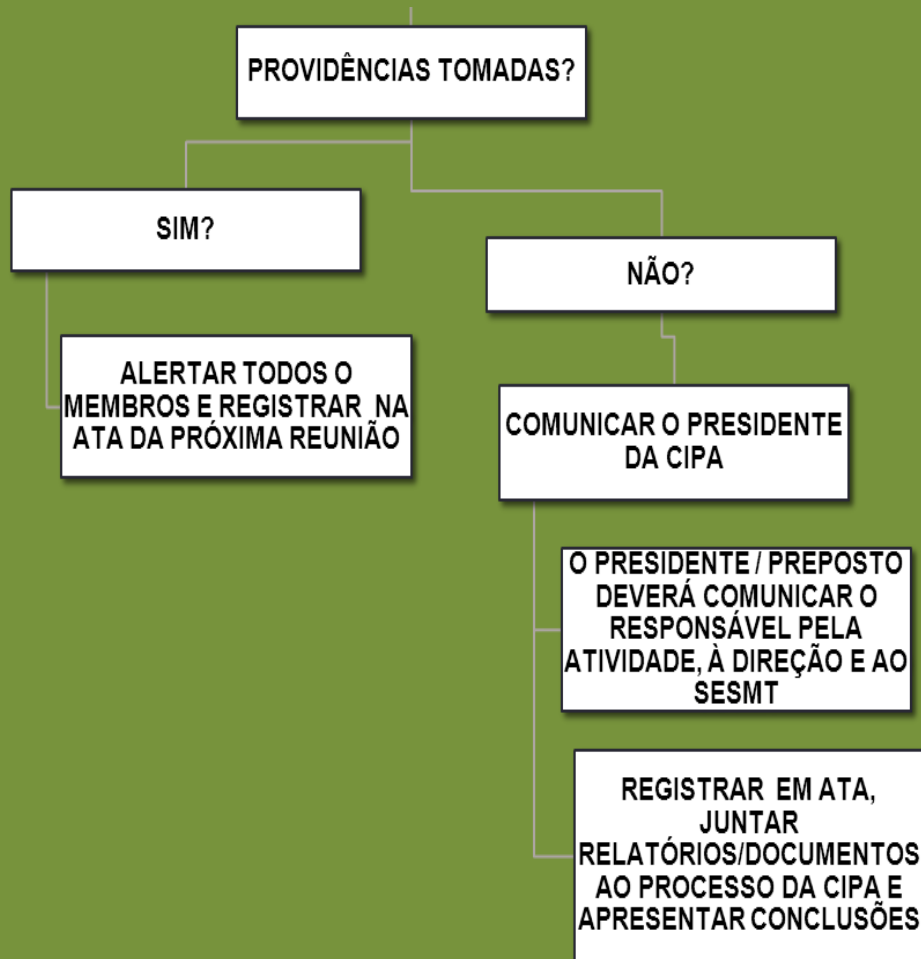 PROVIDÊNCIAS TOMADAS?
SIM?
NÃO?
ALERTAR TODOS O
MEMBROS E REGISTRAR NA
ATA DA PRÓXIMA REUNIÃO
COMUNICAR O PRESIDENTE
DA CIPA
O PRESIDENTE / PREPOSTO
DEVERÁ COMUNICAR O
RESPONSÁVEL PELA
ATIVIDADE, À DIREÇÃO E AO
SESMT
REGISTRAR EM ATA,
JUNTAR
RELATÓRIOS/DOCUMENTOS
AO PROCESSO DA CIPA E
APRESENTAR CONCLUSÕES